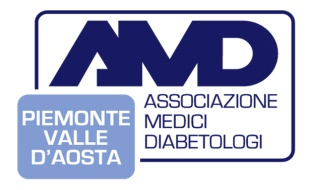 AMD
ASSOCIAZIONE
MEDICI
DIABETOLOGI
PIEMONTE
VALLE
D'AOSTA